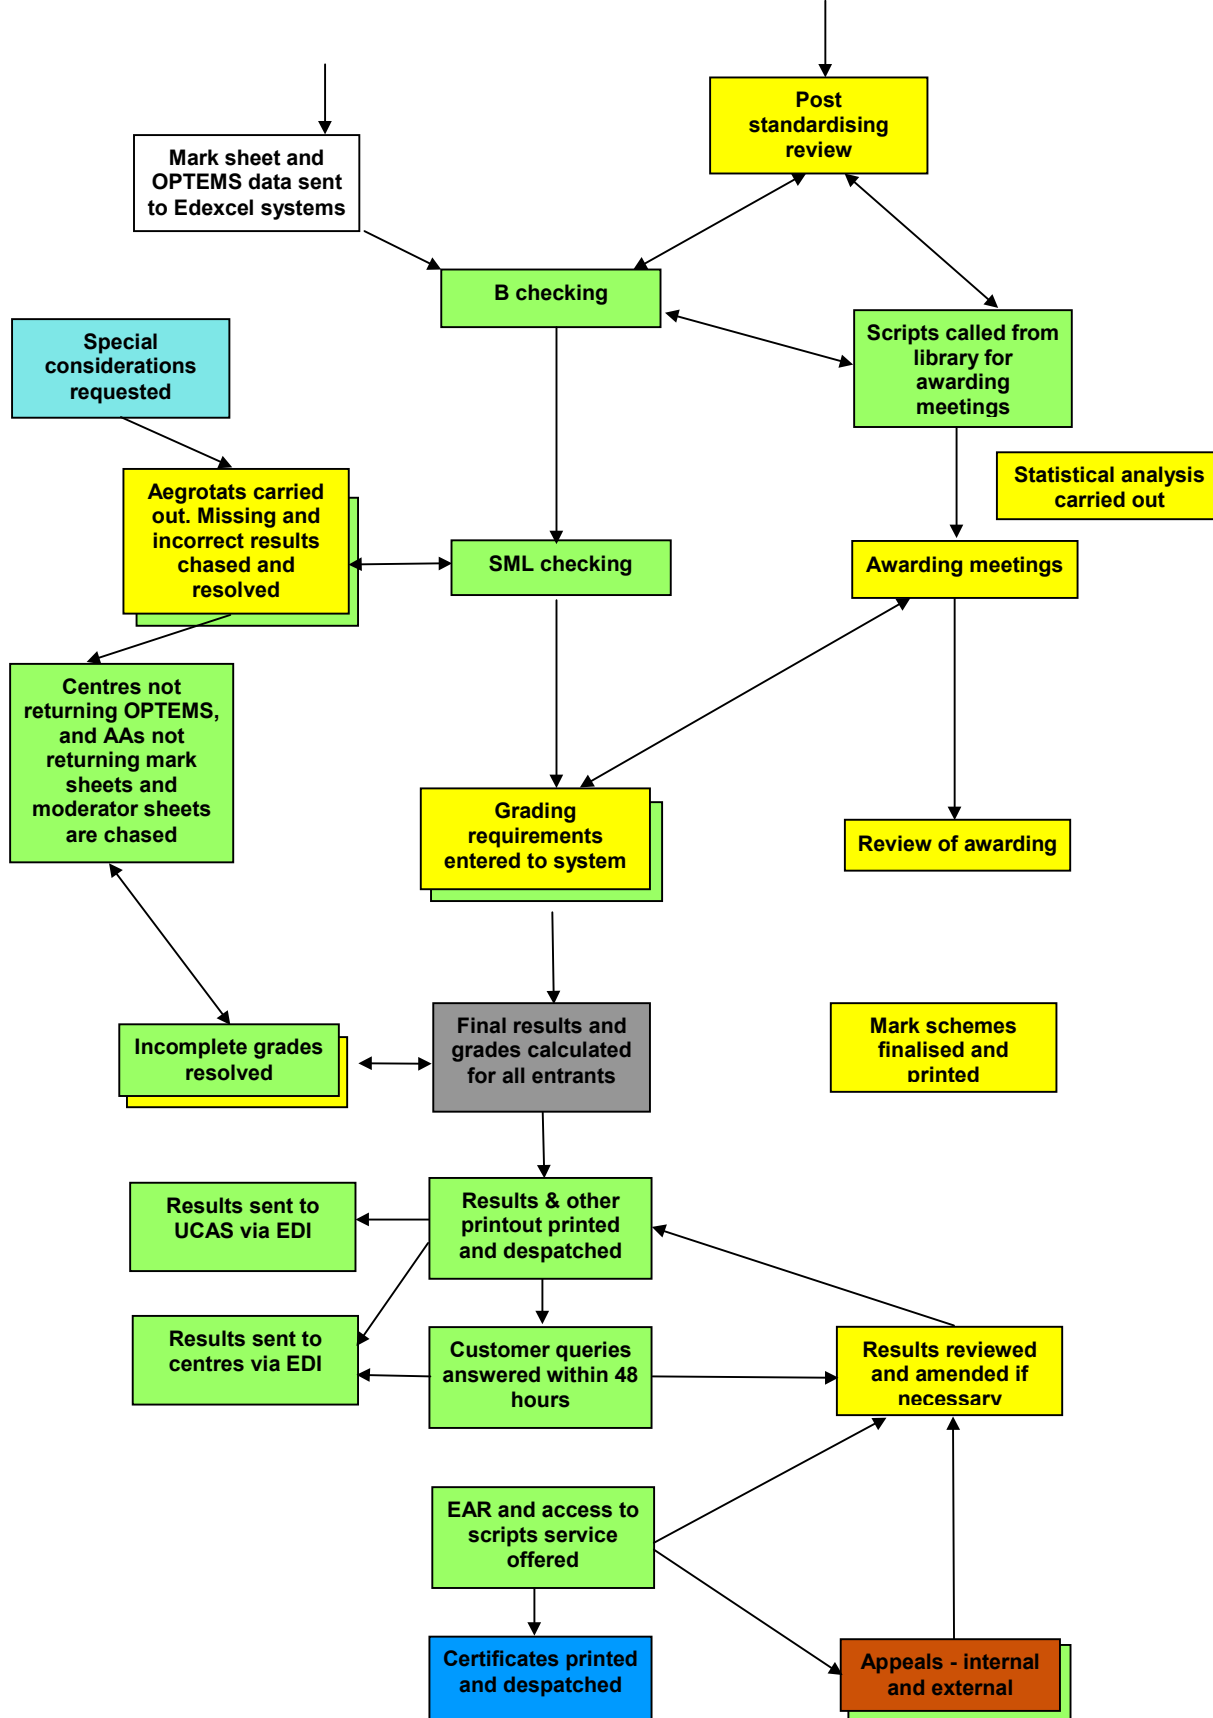 Post
standardising
review
Mark sheet and
OPTEMS data sent
to Edexcel systems
B checking
Special
considerations
requested
Scripts called from
library for
awarding
meetings
Statistical analysis
carried out
Aegrotats carried
out. Missing and
incorrect results
chased and
resolved
SML checking
Awarding meetings
Centres not
returning OPTEMS,
and AAs not
returning mark
sheets and
moderator sheets
are chased
Grading
requirements
entered to system
Review of awarding
Incomplete grades
resolved
Final results and
grades calculated
for all entrants
Mark schemes
finalised and
printed
Results sent to
UCAS via EDI
Results & other
printout printed
and despatched
Results sent to
centres via EDI
Customer queries
answered within 48
hours
Results reviewed
and amended if
necessary
EAR and access to
scripts service
offered
Certificates printed
and despatched
Appeals - internal
and external